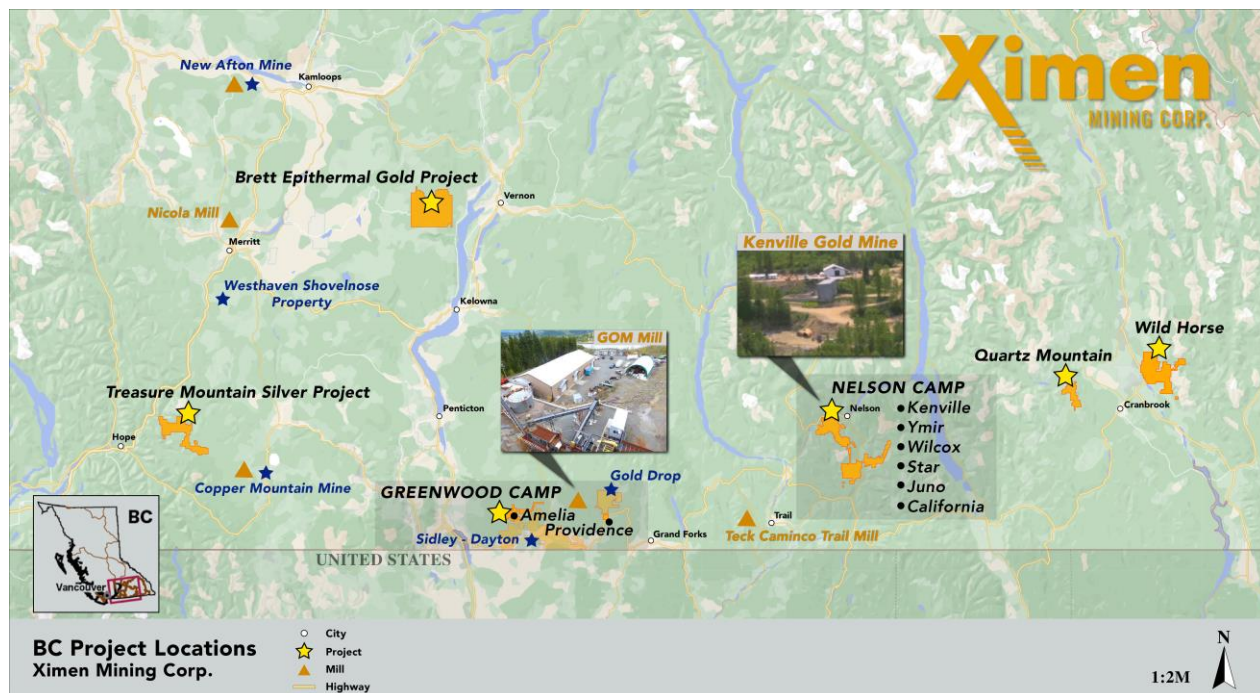 Ximen
MINING CORP.
New Afton Mine
Kamloops
Brett Epithermal Gold Project
Vernon
Nicola Mill
Merritt
Kenville Gold Mine
Westhaven Shovelnose
Property
Kelowna
GOM Mill
Wild Horse
Quartz Mountain
Treasure Mountain Silver Project
NELSON CAMP
Nelson
Kenville
Ymir
Wilcox
Star
Juno
California
Cranbrook
Penticton
Hope
Copper Mountain Mine
Gold Drop
GREENWOOD CAMP
Amelia
Providence
Sidley - Dayton
Grand Forks
Trail
Teck Caminco Trail Mill
UNITED STATES
BC
Vancouver
BC Project Locations
Ximen Mining Corp.
City
Project
Mill
Highway
1:2M
N